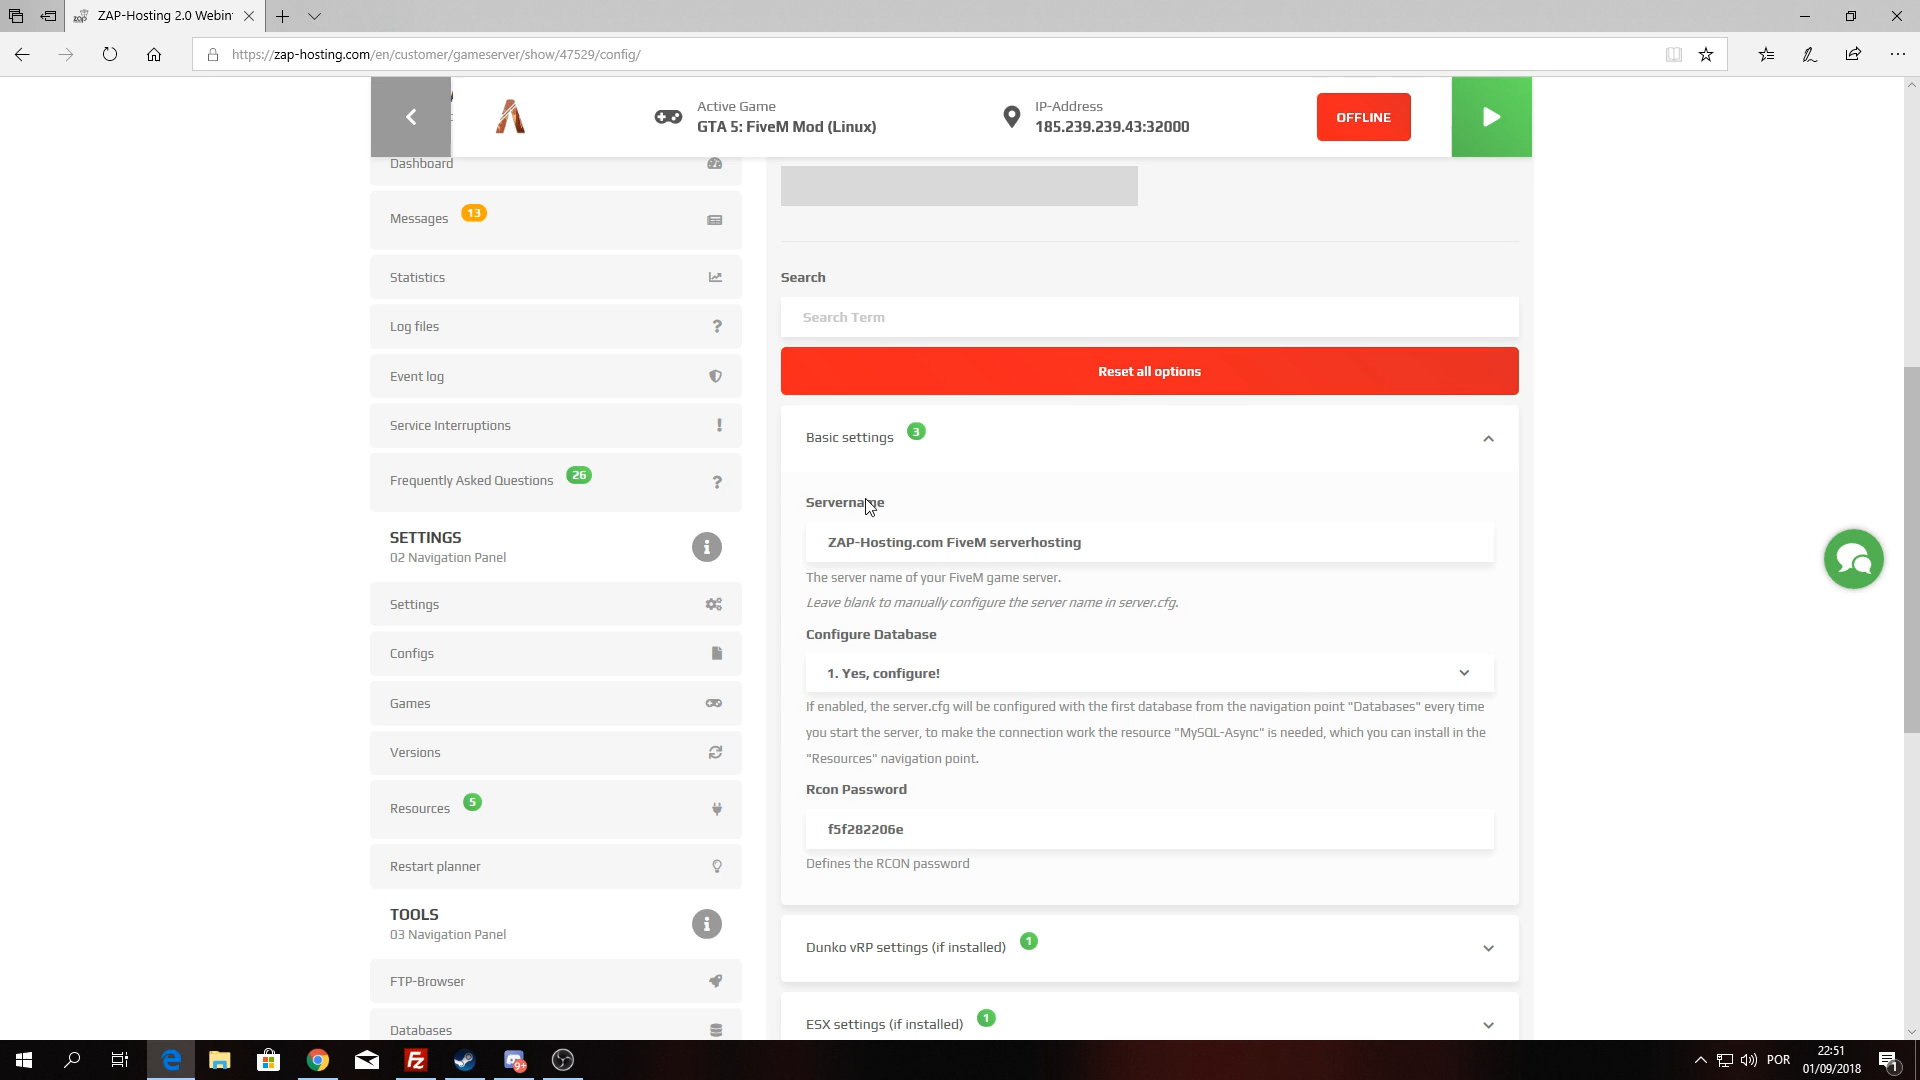 ZAP-Hosting 2.0 Webin
https://zap-hosting.com/en/customer/gameserver/show/47529/config/
Active Game
GTA 5: FiveM Mod (Linux)
IP-Address
185.239.239.43:32000
OFFLINE
Dashboard
Messages 13
Statistics
Log files
Event log
Service Interruptions
Frequently Asked Questions 26
SETTINGS
02 Navigation Panel
Settings
Configs
Games
Versions
Resources 5
Restart planner
TOOLS
03 Navigation Panel
FTP-Browser
Databases
Search
Search Term
Reset all options
Basic settings 3
Servername
ZAP-Hosting.com FiveM serverhosting
The server name of your FiveM game server.
Leave blank to manually configure the server name in server.cfg.
Configure Database
1. Yes, configure!
If enabled, the server.cfg will be configured with the first database from the navigation point "Databases" every time
you start the server, to make the connection work the resource "MySQL-Async" is needed, which you can install in the
"Resources" navigation point.
Rcon Password
f5f282206e
Defines the RCON password
Dunko vRP settings (if installed) 1
ESX settings (if installed) 1
9+
POR
22:51
01/09/2018
1